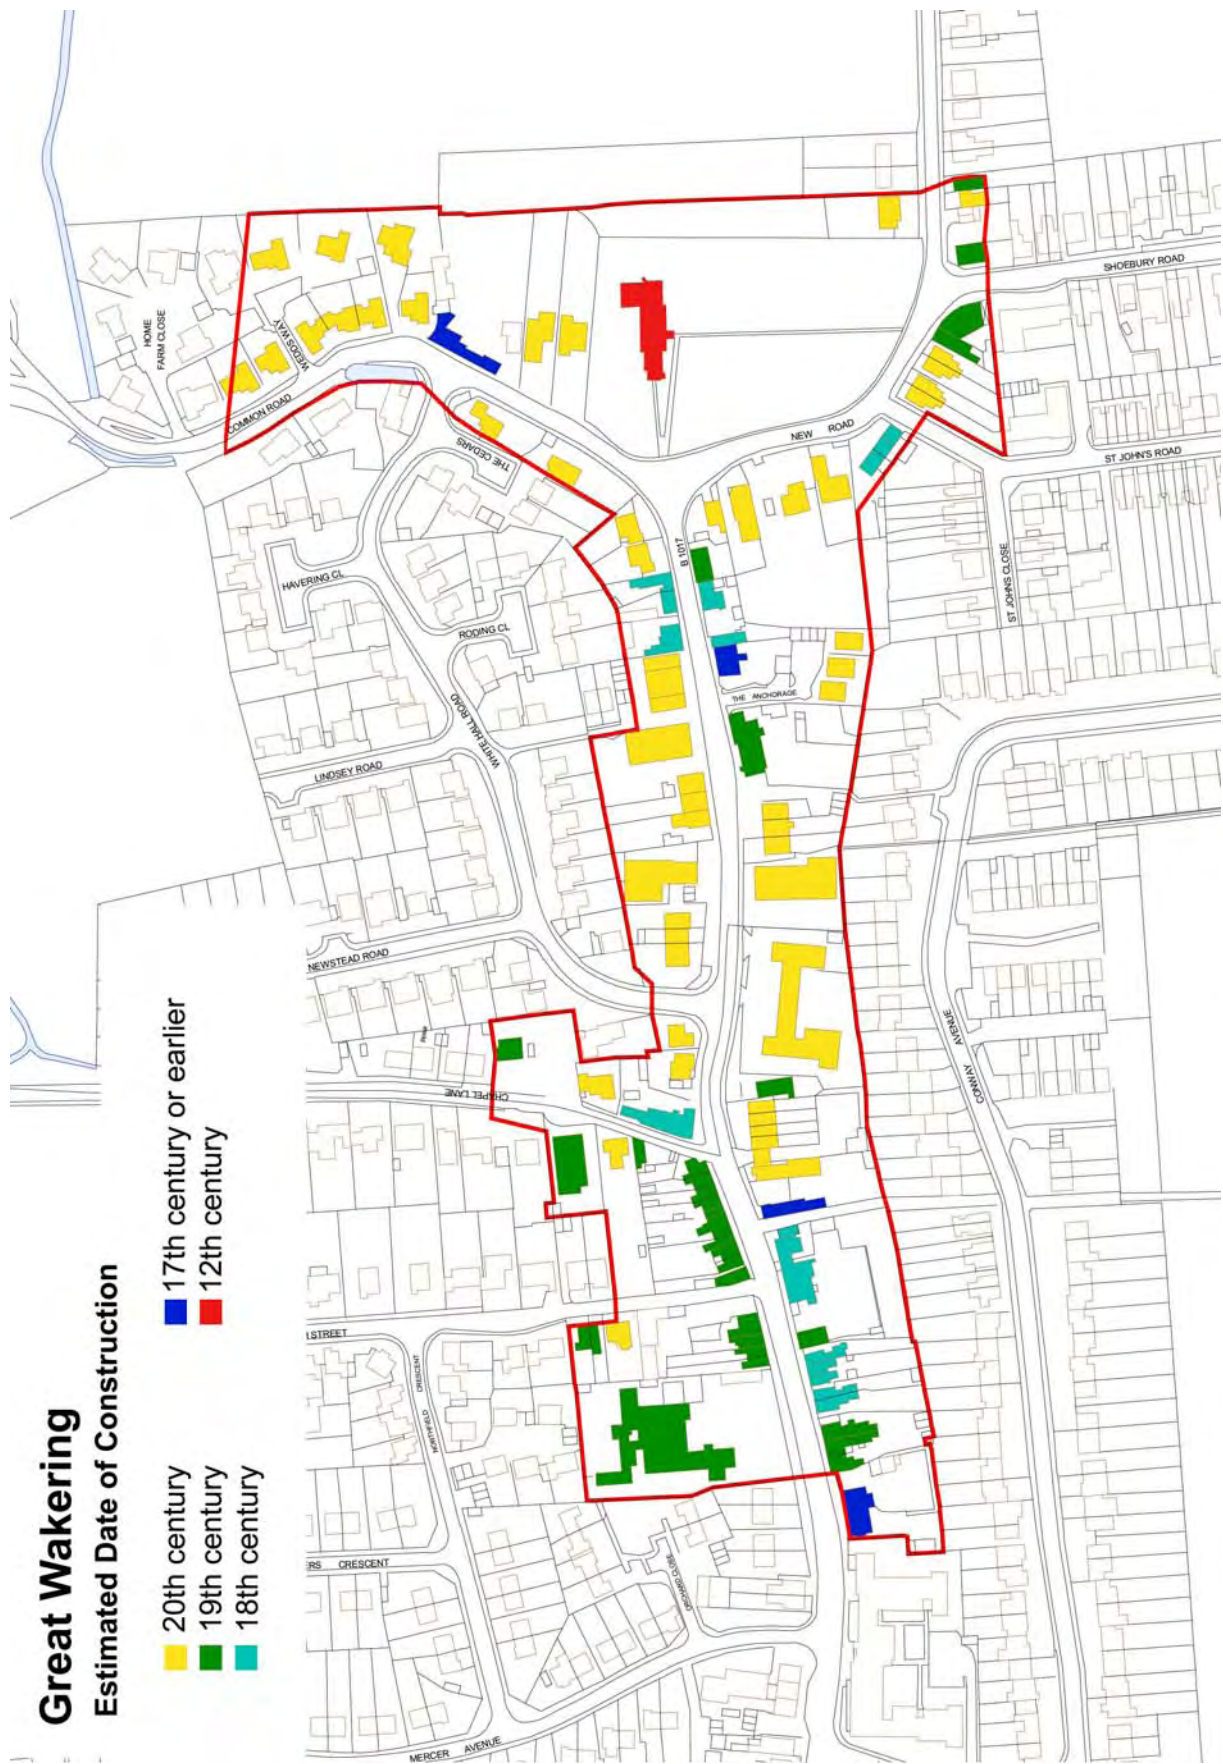 Great Wakering
Estimated Date of Construction
20th century
19th century
18th century
17th century or earlier
12th century
HOME
FARM CLOSE
WEDDS WAY
COMMON ROAD
THE CEDARS
HAVERING CL
RODING CL
WHITE HALL ROAD
LINDSEY ROAD
NEWSTEAD ROAD
CHAPEL LANE
STREET
NORTHFIELD CRESCENT
ERS CRESCENT
ORCHARD CLOSE
MERCER AVENUE
B 1017
NEW ROAD
SHOEBURY ROAD
ST JOHN'S ROAD
ST JOHNS CLOSE
THE ANCHORAGE
CONWAY AVENUE